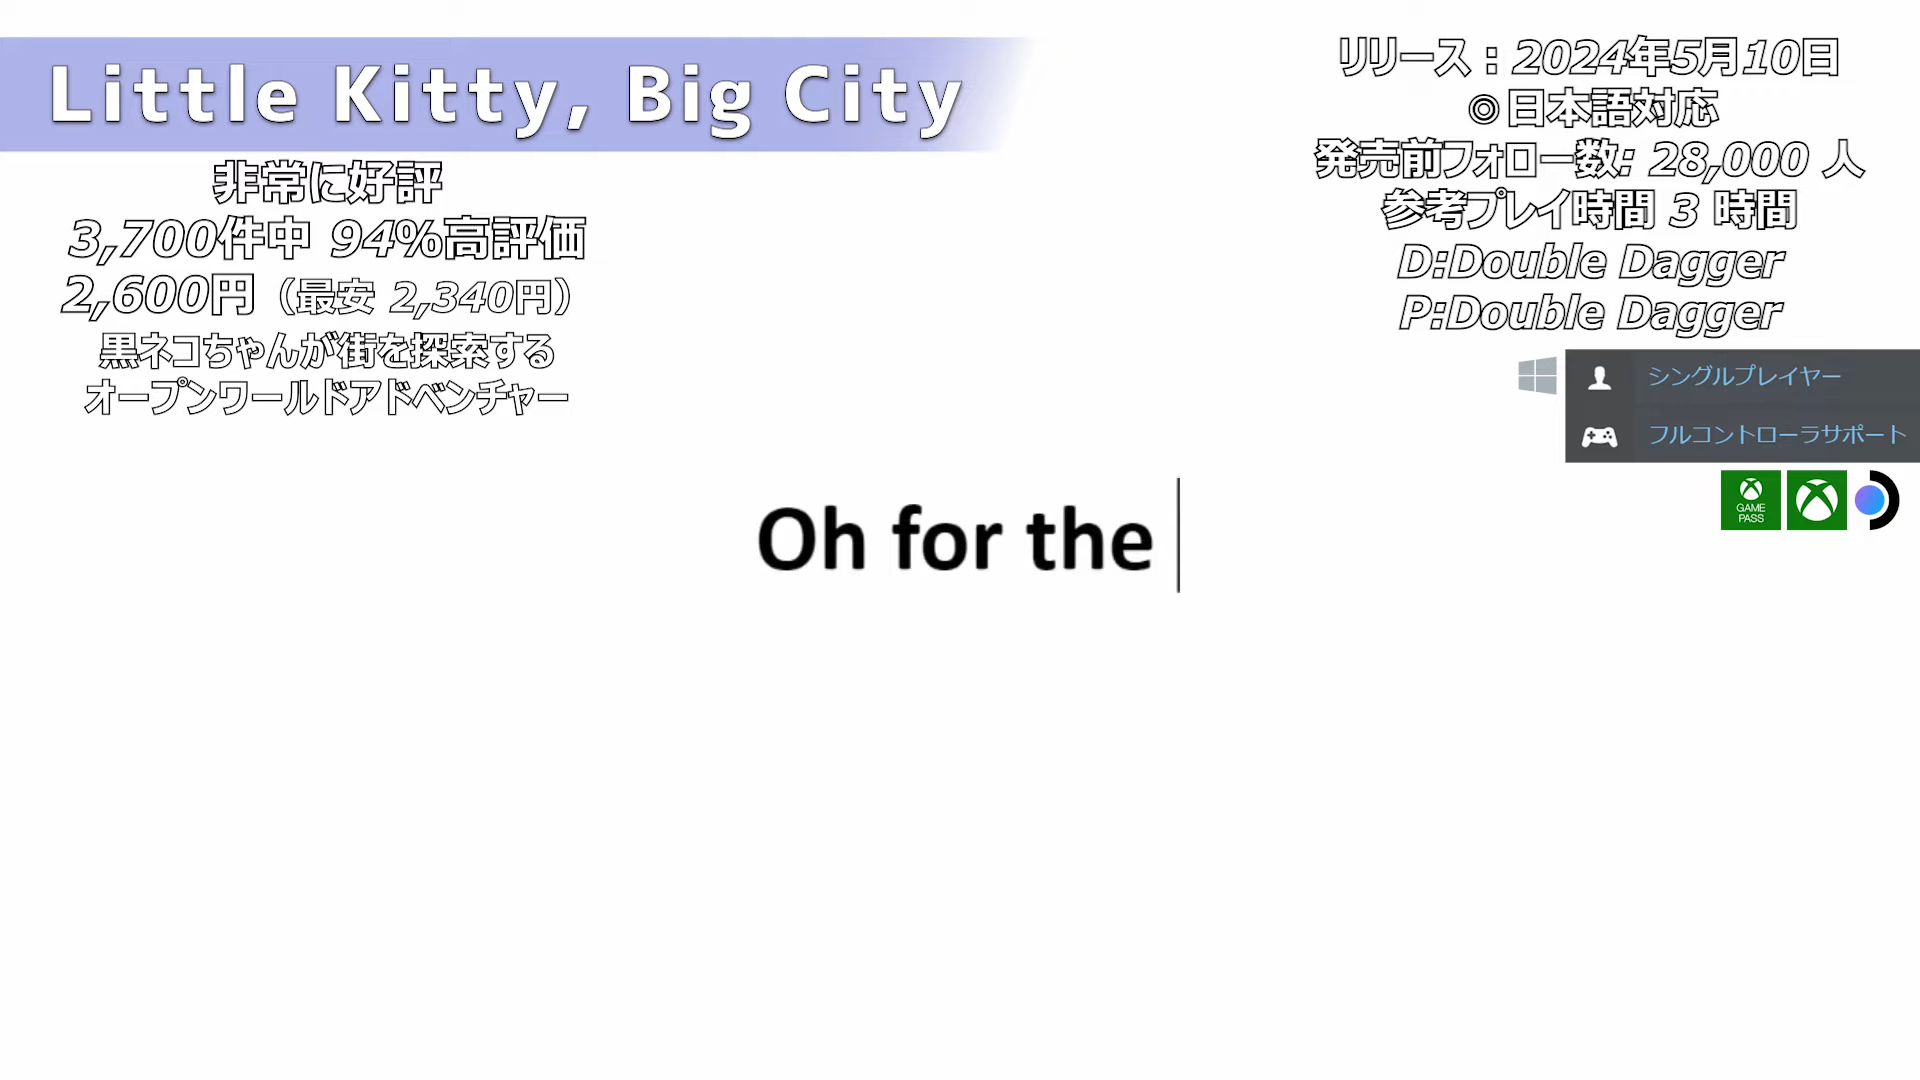 Little Kitty, Big City
非常に好評
3,700件中 94%高評価
2,600円（最安 2,340円）
黒ネコちゃんが街を探索する
オープンワールドアドベンチャー
リリース：2024年5月10日
◎日本語対応
発売前フォロー数: 28,000 人
参考プレイ時間 3 時間
D:Double Dagger
P:Double Dagger
シングルプレイヤー
フルコントローラサポート
GAME
PASS
Oh for the